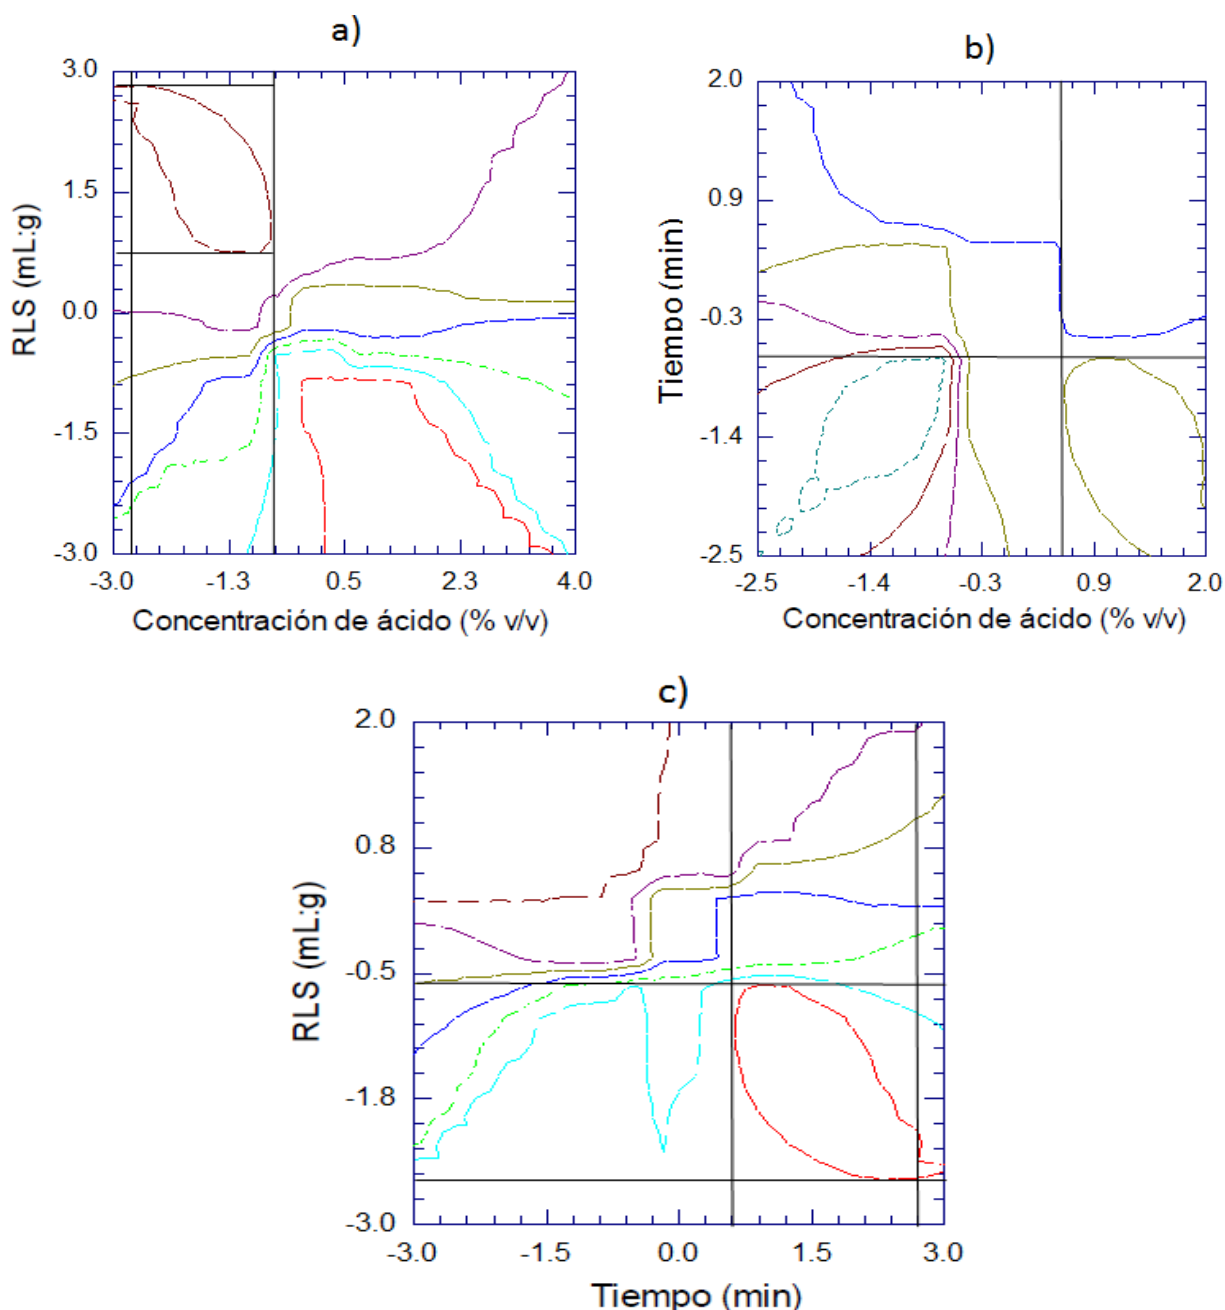 a)
3.0
1.5
0.0
-1.5
-3.0
RLS (mL:g)
-3.0 -1.3 0.5 2.3 4.0
Concentración de ácido (% v/v)
b)
2.0
0.9
-0.3
-1.4
-2.5
Tiempo (min)
-2.5 -1.4 -0.3 0.9 2.0
Concentración de ácido (% v/v)
c)
2.0
0.8
-0.5
-1.8
-3.0
RLS (mL:g)
-3.0 -1.5 0.0 1.5 3.0
Tiempo (min)